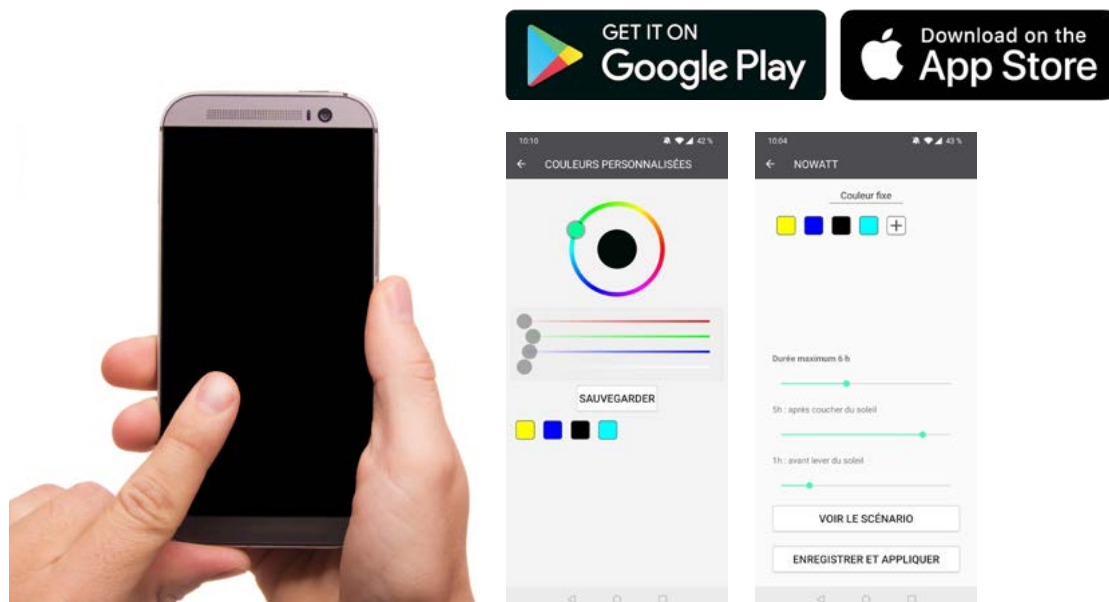 GET IT ON
Google Play
Download on the
App Store
10:10
42 %
COULEURS PERSONNALISÉES
SAUVEGARDER
10:04
43 %
NOWATT
Couleur fixe
Durée maximum 6 h
5h : après coucher du soleil
1h : avant lever du soleil
VOIR LE SCÉNARIO
ENREGISTRER ET APPLIQUER